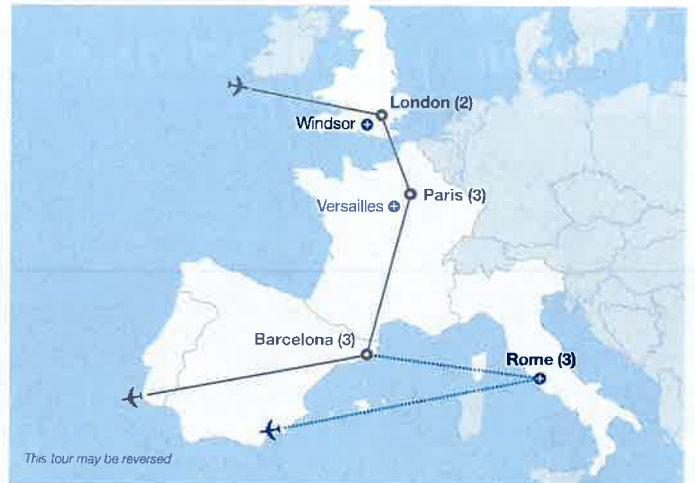 London (2)
Windsor
Paris (3)
Versailles
Barcelona (3)
Rome (3)
This tour may be reversed